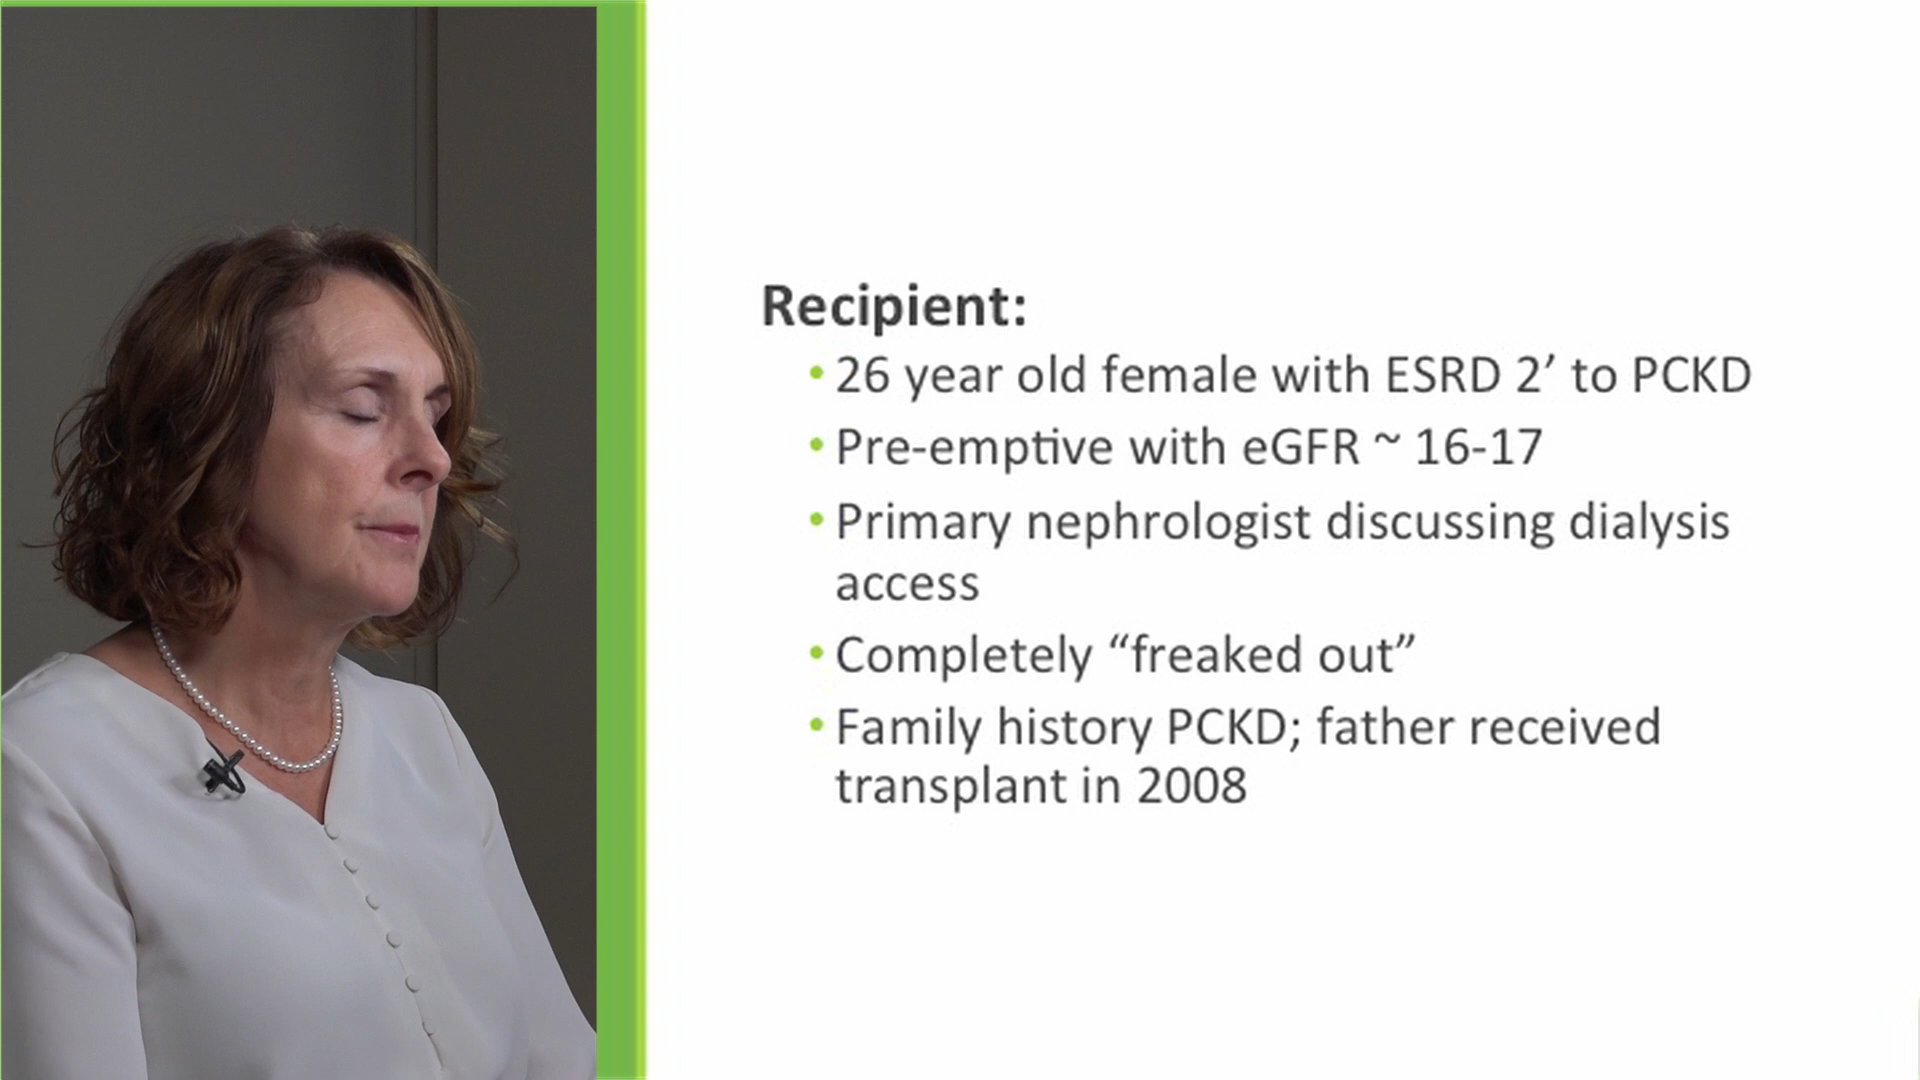 Recipient:
• 26 year old female with ESRD 2’ to PCKD
• Pre-emptive with eGFR ~ 16-17
• Primary nephrologist discussing dialysis
access
• Completely “freaked out”
• Family history PCKD; father received
transplant in 2008